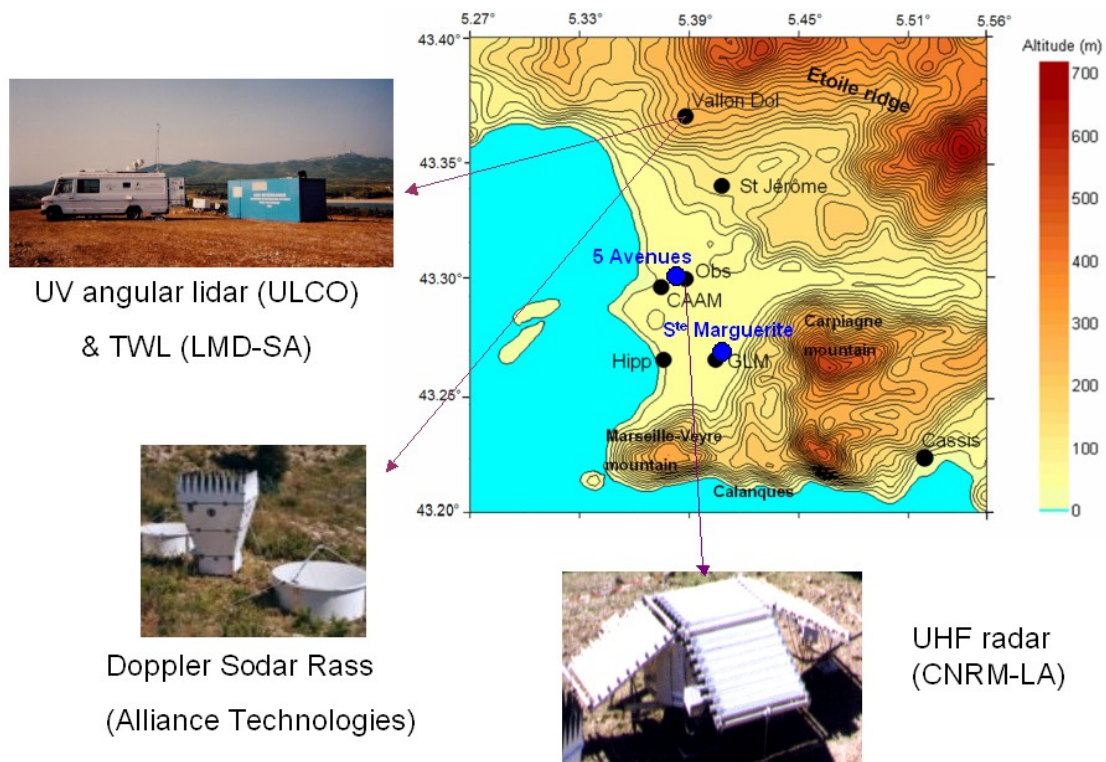 5.27 5.33 5.39 5.45 5.51 5.56
43.40
43.35
43.30
43.25
43.20
Altitude (m)
700
600
500
400
300
200
100
0
Etoile ridge
Vallon Dol
St Jérôme
5 Avenues
Obs
CAAM
Ste Marguerite
Carpiagne
mountain
Hipp
GLM
Marseille-Veyre
mountain
Cassis
Calanques
UV angular lidar (ULCO)
& TWL (LMD-SA)
Doppler Sodar Rass
(Alliance Technologies)
UHF radar
(CNRM-LA)